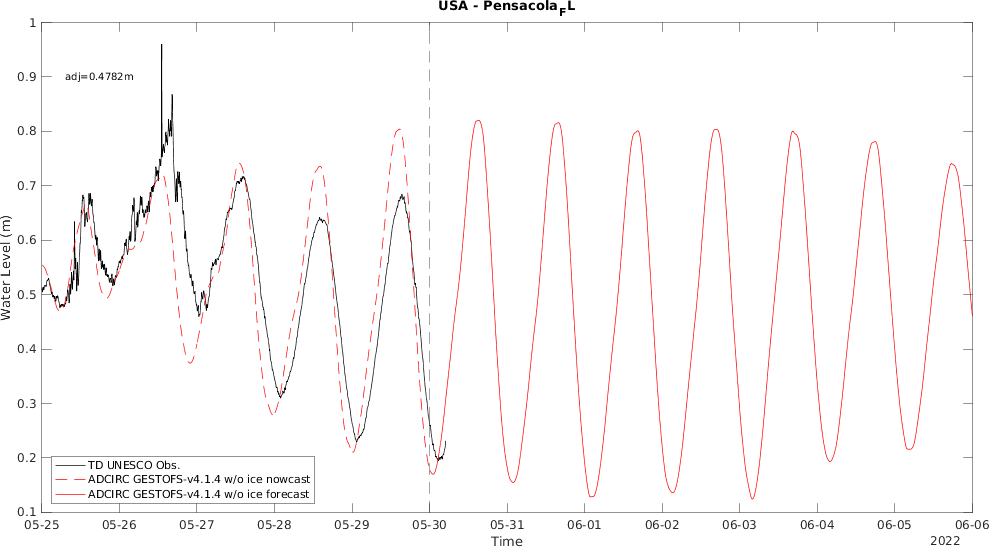 USA - Pensacola_FL
1
0.9
0.8
0.7
0.6
0.5
0.4
0.3
0.2
0.1
Water Level (m)
adj=0.4782m
TD UNESCO Obs.
ADCIRC GESTOFS-v4.1.4 w/o ice nowcast
ADCIRC GESTOFS-v4.1.4 w/o ice forecast
05-25 05-26 05-27 05-28 05-29 05-30 05-31 06-01 06-02 06-03 06-04 06-05 06-06
Time
2022